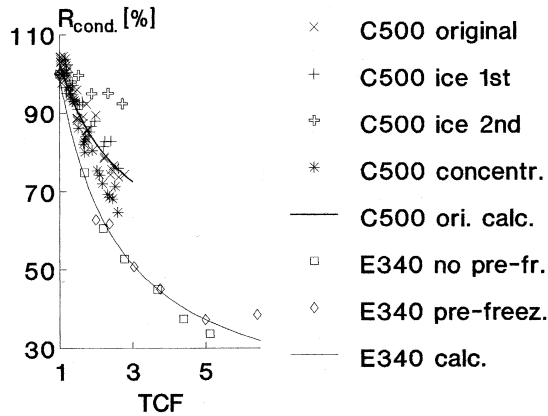 R cond. [%]
110
90
70
50
30
1 3 5
TCF
C500 original
C500 ice 1st
C500 ice 2nd
C500 concentr.
C500 ori. calc.
E340 no pre-fr.
E340 pre-freez.
E340 calc.